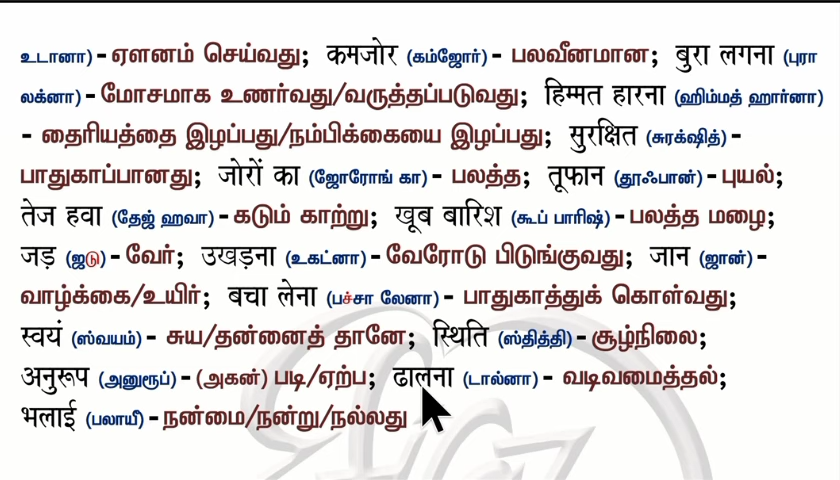 உடானா) - ஏளனம் செய்வது; कमजोर (கம்ஜோர்) - பலவீனமான; बुरा लगना (புரா
லக்னா) - மோசமாக உணர்வது/வருத்தப்படுவது; हिम्मत हारना (ஹிம்மத் ஹார்னா)
- தைரியத்தை இழப்பது/நம்பிக்கையை இழப்பது; सुरक्षित (சுரக்ஷித்) -
பாதுகாப்பானது; जोरों का (ஜோரோங் கா) - பலத்த; तूफान (தூஃபான்) - புயல்;
तेज हवा (தேஜ் ஹவா) - கடும் காற்று; खूब बारिश (கூப் பாரிஷ்) - பலத்த மழை;
जड़ (ஜடு) - வேர்; उखड़ना (உகட்னா) - வேரோடு பிடுங்குவது; जान (ஜான்) -
வாழ்க்கை/உயிர்; बचा लेना (பச்சா லேனா) - பாதுகாத்துக் கொள்வது;
स्वयं (ஸ்வயம்) - சுய/தன்னைத் தானே; स्थिति (ஸ்தித்தி) - சூழ்நிலை;
अनुरूप (அனுரூப்) - (அகன்) படி/ஏற்ப; ढालना (டால்னா) - வடிவமைத்தல்;
भलाई (பலாயீ) - நன்மை/நன்று/நல்லது